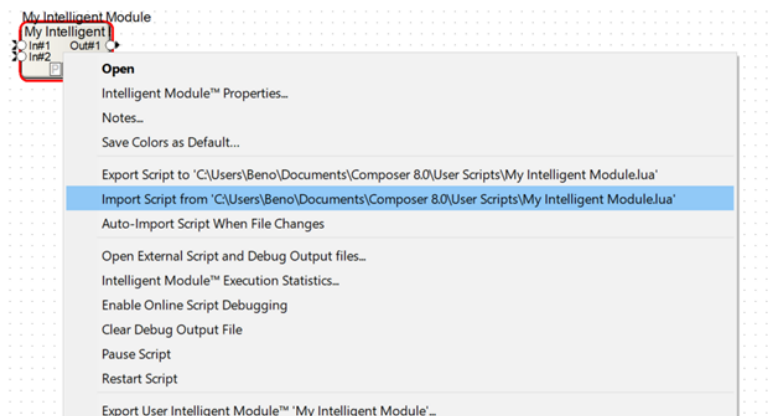 My Intelligent Module
My Intelligent
In#1 Out#1
In#2
Open
Intelligent Module™ Properties...
Notes...
Save Colors as Default...
Export Script to 'C:\Users\Beno\Documents\Composer 8.0\User Scripts\My Intelligent Module.lua'
Import Script from 'C:\Users\Beno\Documents\Composer 8.0\User Scripts\My Intelligent Module.lua'
Auto-Import Script When File Changes
Open External Script and Debug Output files...
Intelligent Module™ Execution Statistics...
Enable Online Script Debugging
Clear Debug Output File
Pause Script
Restart Script
Export User Intelligent Module™ 'My Intelligent Module'...